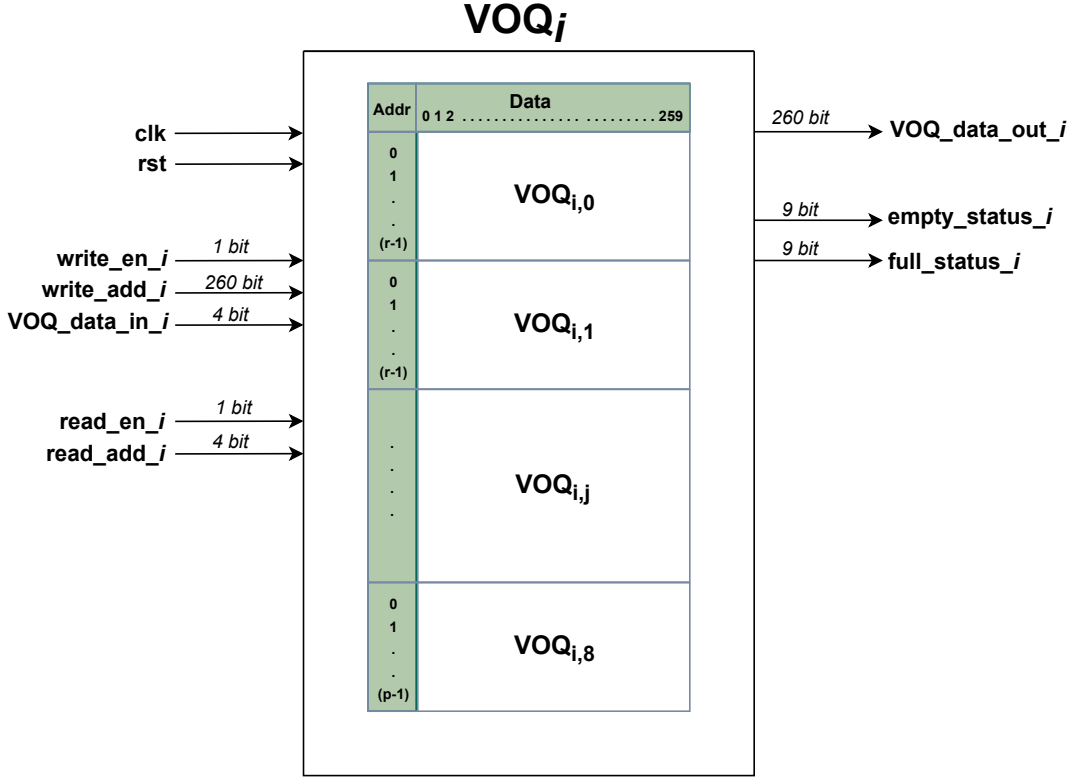 VOQi
Addr
Data
0 1 2 . . . . . . . . . . . . . . . . . . . . . . . . 259
clk
rst
write_en_i
1 bit
write_add_i
260 bit
VOQ_data_in_i
4 bit
read_en_i
1 bit
read_add_i
4 bit
0
1
.
.
(r-1)
VOQi,0
0
1
.
.
(r-1)
VOQi,1
.
.
.
.
VOQi,j
0
1
.
.
(p-1)
VOQi,8
260 bit
VOQ_data_out_i
9 bit
empty_status_i
9 bit
full_status_i